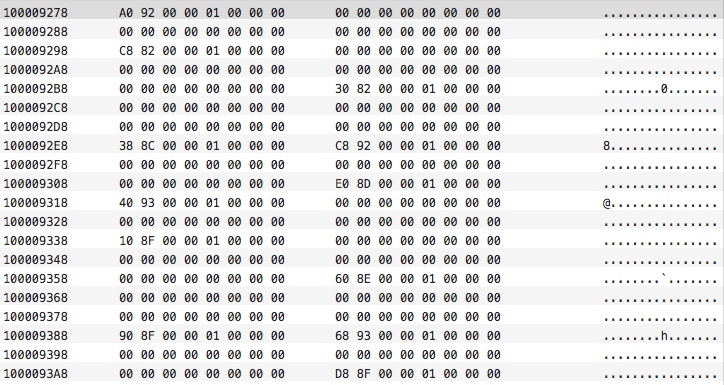 100009278 A0 92 00 00 01 00 00 00 00 00 00 00 00 00 00 00 ................
100009288 00 00 00 00 00 00 00 00 00 00 00 00 00 00 00 00 ................
100009298 C8 82 00 00 01 00 00 00 00 00 00 00 00 00 00 00 ................
1000092A8 00 00 00 00 00 00 00 00 00 00 00 00 00 00 00 00 ................
1000092B8 00 00 00 00 00 00 00 00 30 82 00 00 01 00 00 00 ........0.......
1000092C8 00 00 00 00 00 00 00 00 00 00 00 00 00 00 00 00 ................
1000092D8 00 00 00 00 00 00 00 00 00 00 00 00 00 00 00 00 ................
1000092E8 38 8C 00 00 01 00 00 00 C8 92 00 00 01 00 00 00 8...............
1000092F8 00 00 00 00 00 00 00 00 00 00 00 00 00 00 00 00 ................
100009308 00 00 00 00 00 00 00 00 E0 8D 00 00 01 00 00 00 ................
100009318 40 93 00 00 01 00 00 00 00 00 00 00 00 00 00 00 @...............
100009328 00 00 00 00 00 00 00 00 00 00 00 00 00 00 00 00 ................
100009338 10 8F 00 00 01 00 00 00 00 00 00 00 00 00 00 00 ................
100009348 00 00 00 00 00 00 00 00 00 00 00 00 00 00 00 00 ................
100009358 00 00 00 00 00 00 00 00 60 8E 00 00 01 00 00 00 ........`.......
100009368 00 00 00 00 00 00 00 00 00 00 00 00 00 00 00 00 ................
100009378 00 00 00 00 00 00 00 00 00 00 00 00 00 00 00 00 ................
100009388 90 8F 00 00 01 00 00 00 68 93 00 00 01 00 00 00 ........h.......
100009398 00 00 00 00 00 00 00 00 00 00 00 00 00 00 00 00 ................
1000093A8 00 00 00 00 00 00 00 00 D8 8F 00 00 01 00 00 00 ................